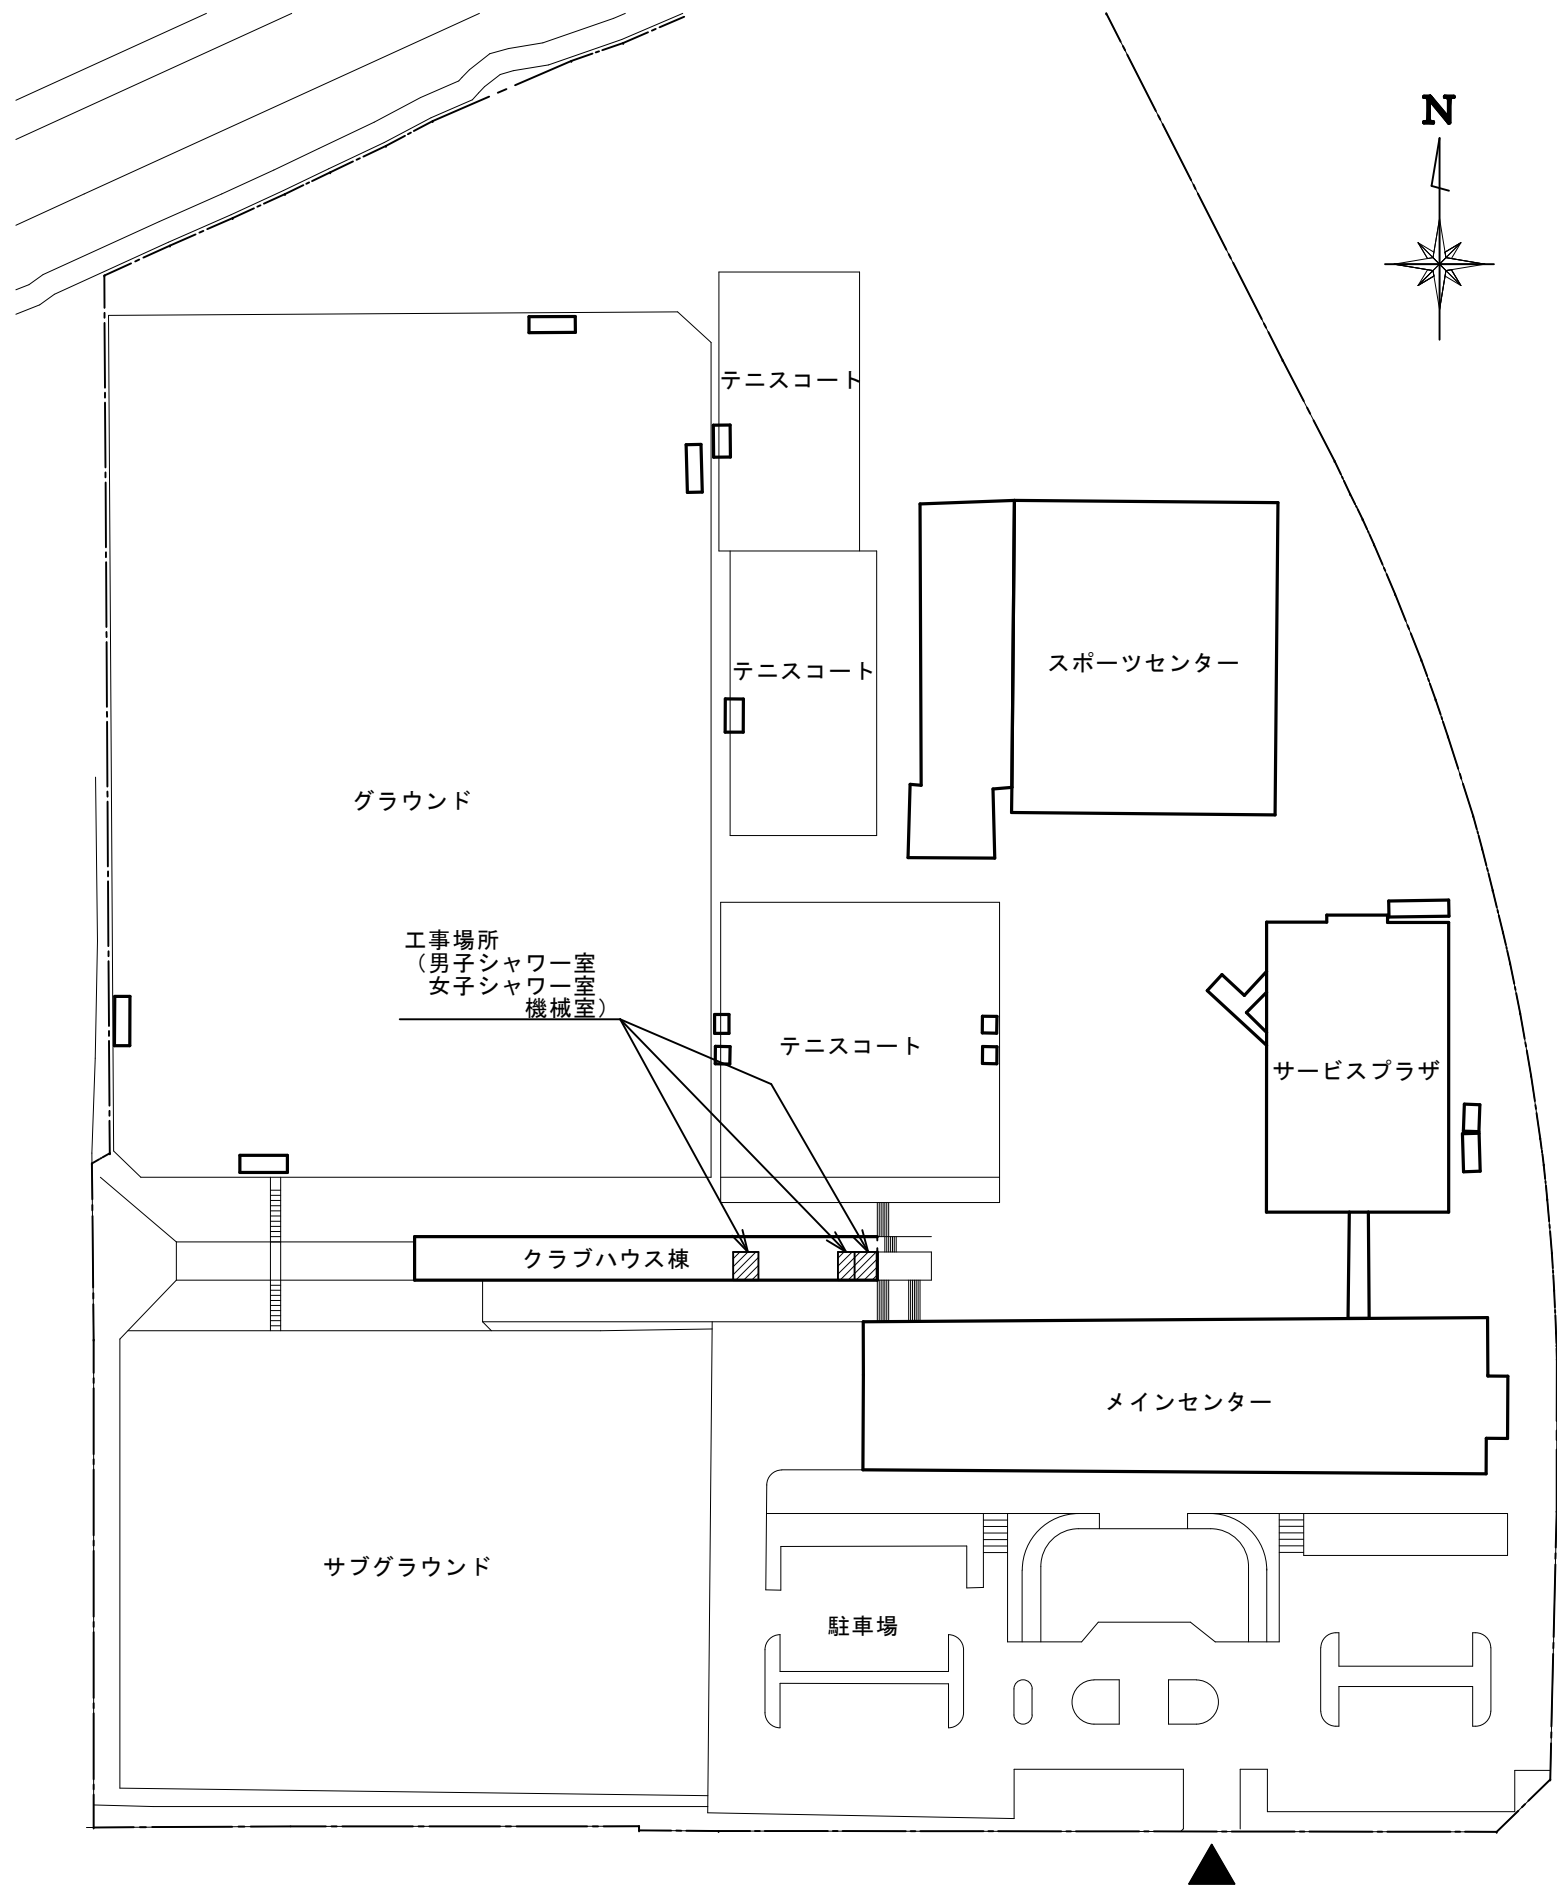 N
テニスコート
テニスコート
スポーツセンター
グラウンド
工事場所
（男子シャワー室
女子シャワー室
機械室）
テニスコート
サービスプラザ
クラブハウス棟
メインセンター
サブグラウンド
駐車場